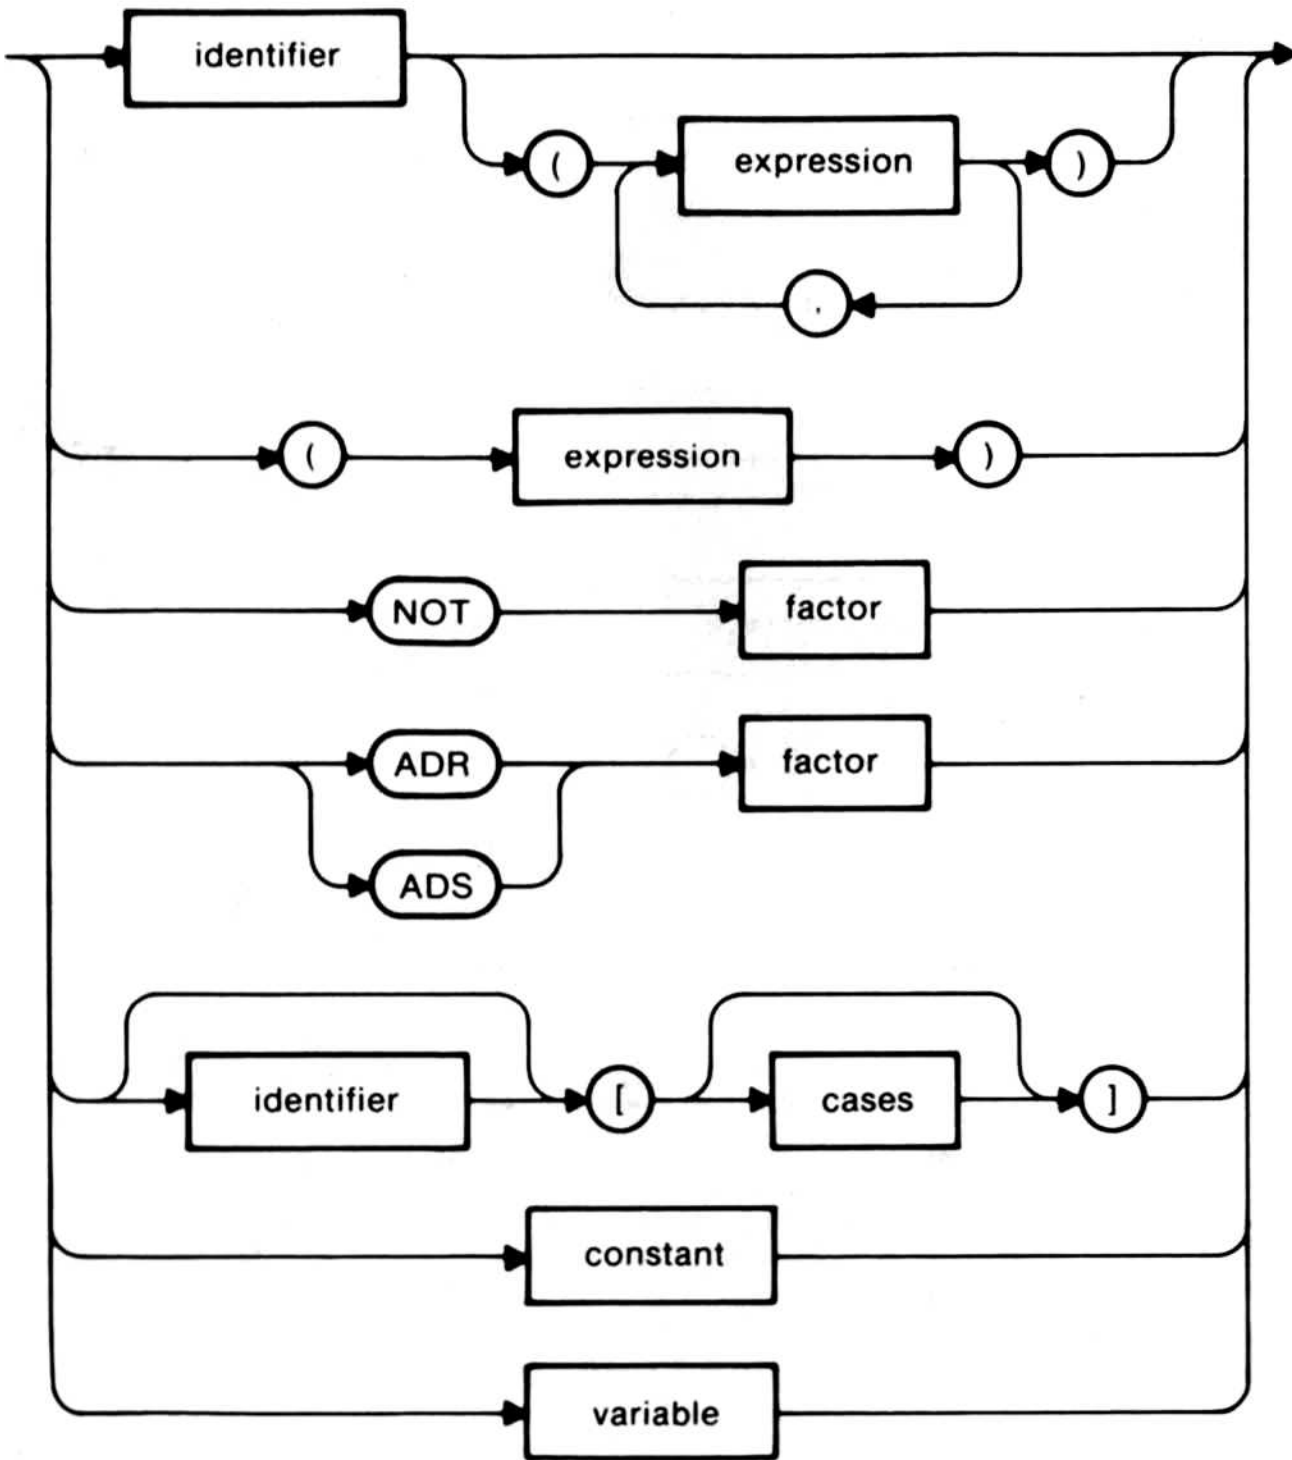 identifier
( expression )
,
( expression )
NOT factor
ADR factor
ADS
identifier [ cases ]
constant
variable